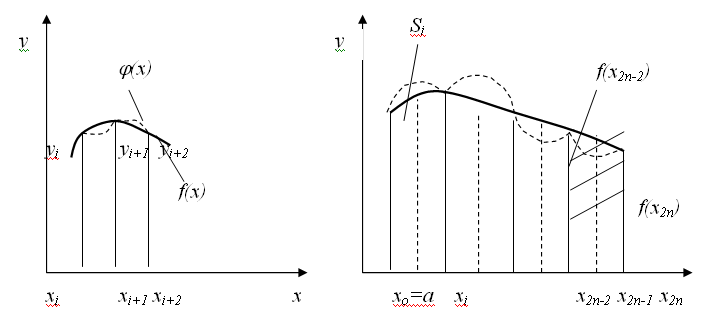 v
φ(x)
y_i
y_{i+1}
y_{i+2}
f(x)
x_i
x_{i+1} x_{i+2}
x
v
S_i
f(x_{2n-2})
f(x_{2n})
x_o=a
x_i
x_{2n-2} x_{2n-1} x_{2n}